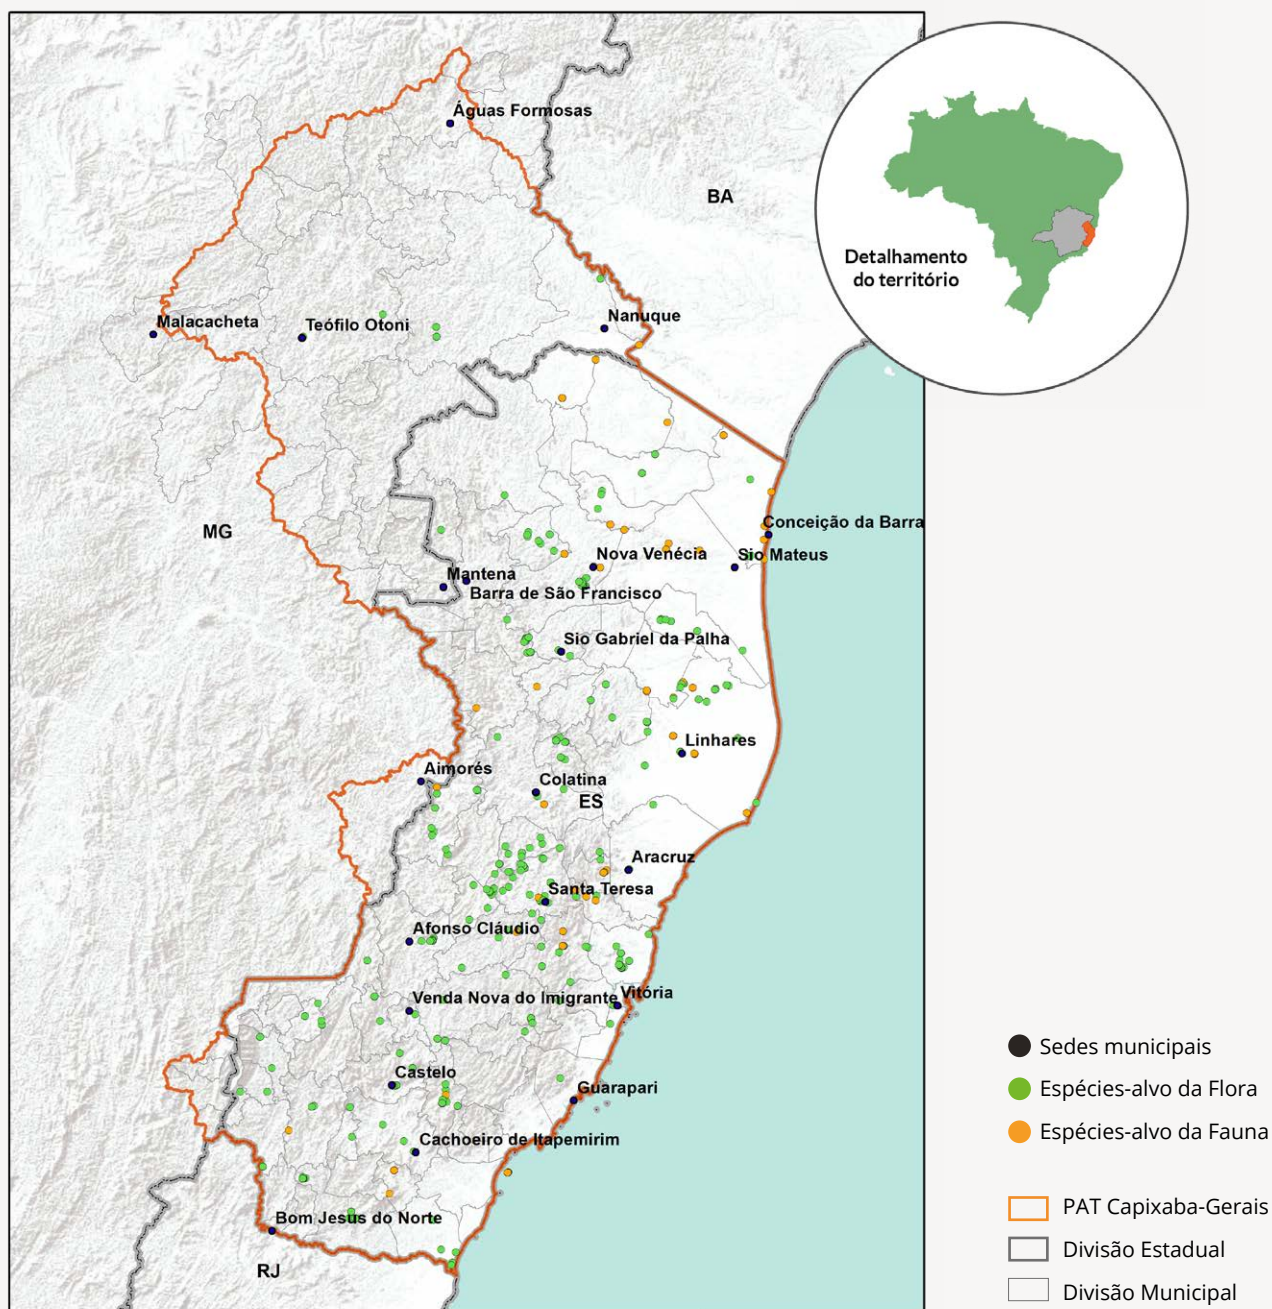 Águas Formosas
BA
Detalhamento
do território
Malacacheta
Teófilo Otoni
Nanuque
MG
Conceição da Barra
Nova Venécia
Sio Mateus
Mantena
Barra de São Francisco
Sio Gabriel da Palha
Linhares
Aimorés
Colatina
ES
Aracruz
Santa Teresa
Afonso Cláudio
Venda Nova do Imigrante
Vitória
Castelo
Guarapari
Cachoeiro de Itapemirim
Bom Jesus do Norte
RJ
Sedes municipais
Espécies-alvo da Flora
Espécies-alvo da Fauna
PAT Capixaba-Gerais
Divisão Estadual
Divisão Municipal